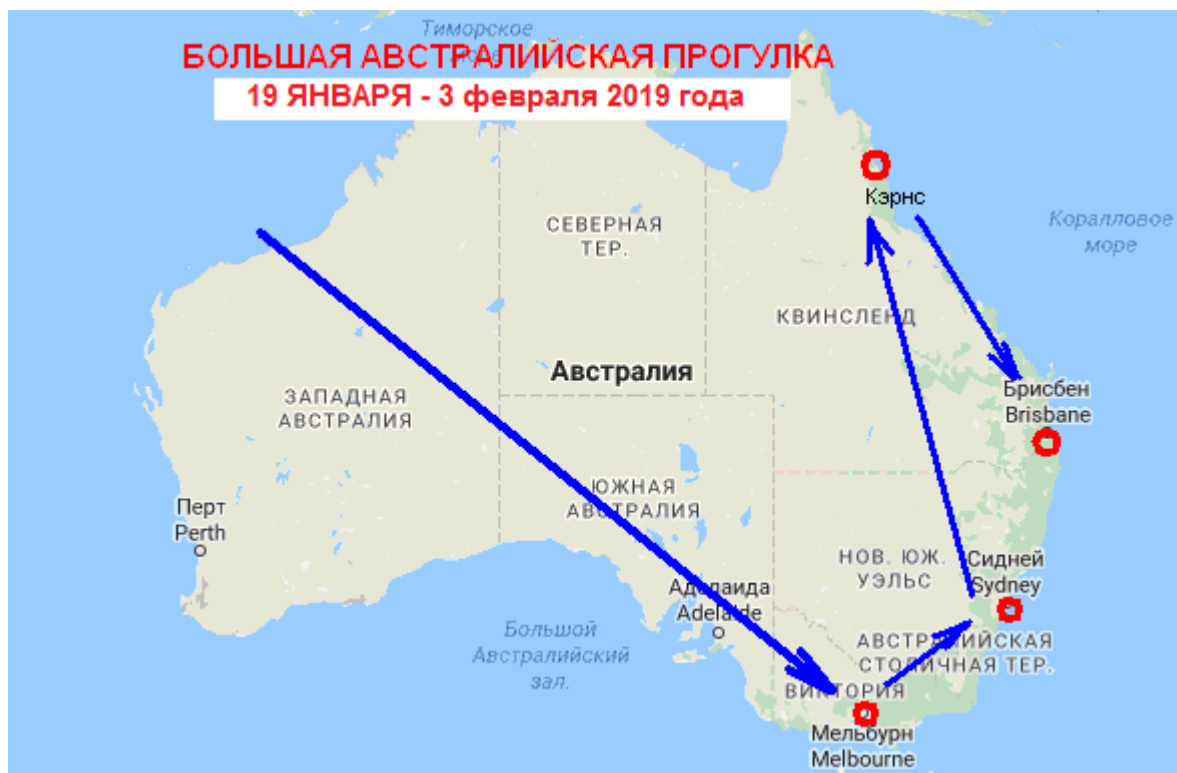 Тиморское
море
БОЛЬШАЯ АВСТРАЛИЙСКАЯ ПРОГУЛКА
19 ЯНВАРЯ - 3 февраля 2019 года
Кэрнс
Коралловое
море
СЕВЕРНАЯ
ТЕР.
КВИНСЛЕНД
Австралия
ЗАПАДНАЯ
АВСТРАЛИЯ
Брисбен
Brisbane
ЮЖНАЯ
АВСТРАЛИЯ
Перт
Perth
НОВ. ЮЖ.
УЭЛЬС
Сидней
Sydney
Аделаида
Adelaide
Большой
Австралийский
зал.
АВСТРАЛИЙСКАЯ
СТОЛИЧНАЯ ТЕР.
ВИКТОРИЯ
Мельбурн
Melbourne